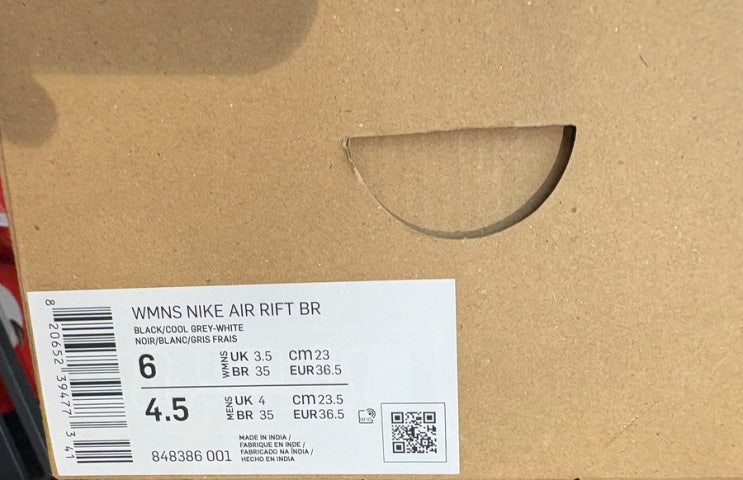 WMNS NIKE AIR RIFT BR
BLACK/COOL GREY-WHITE
NOIR/BLANC/GRIS FRAIS
6 WMNS UK 3.5 cm 23
BR 35 EUR 36.5
4.5 MENS UK 4 cm 23.5
BR 35 EUR 36.5
848386 001
MADE IN INDIA /
FABRIQUE EN INDE /
FABRICADO NA ÍNDIA /
HECHO EN INDIA
8 20652 39477 3 41